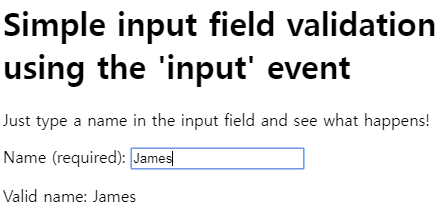 Simple input field validation
using the 'input' event
Just type a name in the input field and see what happens!
Name (required): James
Valid name: James